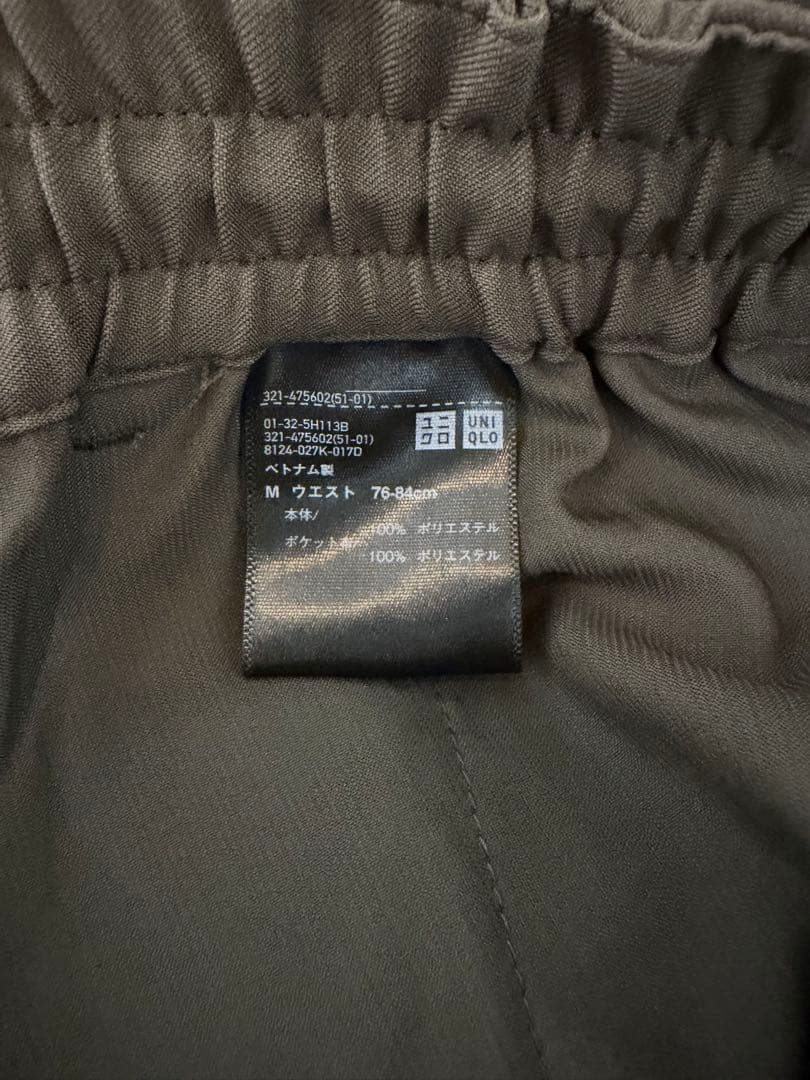 321-475602(51-01)
01-32-5H113B
321-475602(51-01)
8124-027K-017D
ユニ
クロ
UNI
QLO
ベトナム製
M ウエスト 76-84cm
本体/
100% ポリエステル
ポケット
100% ポリエステル